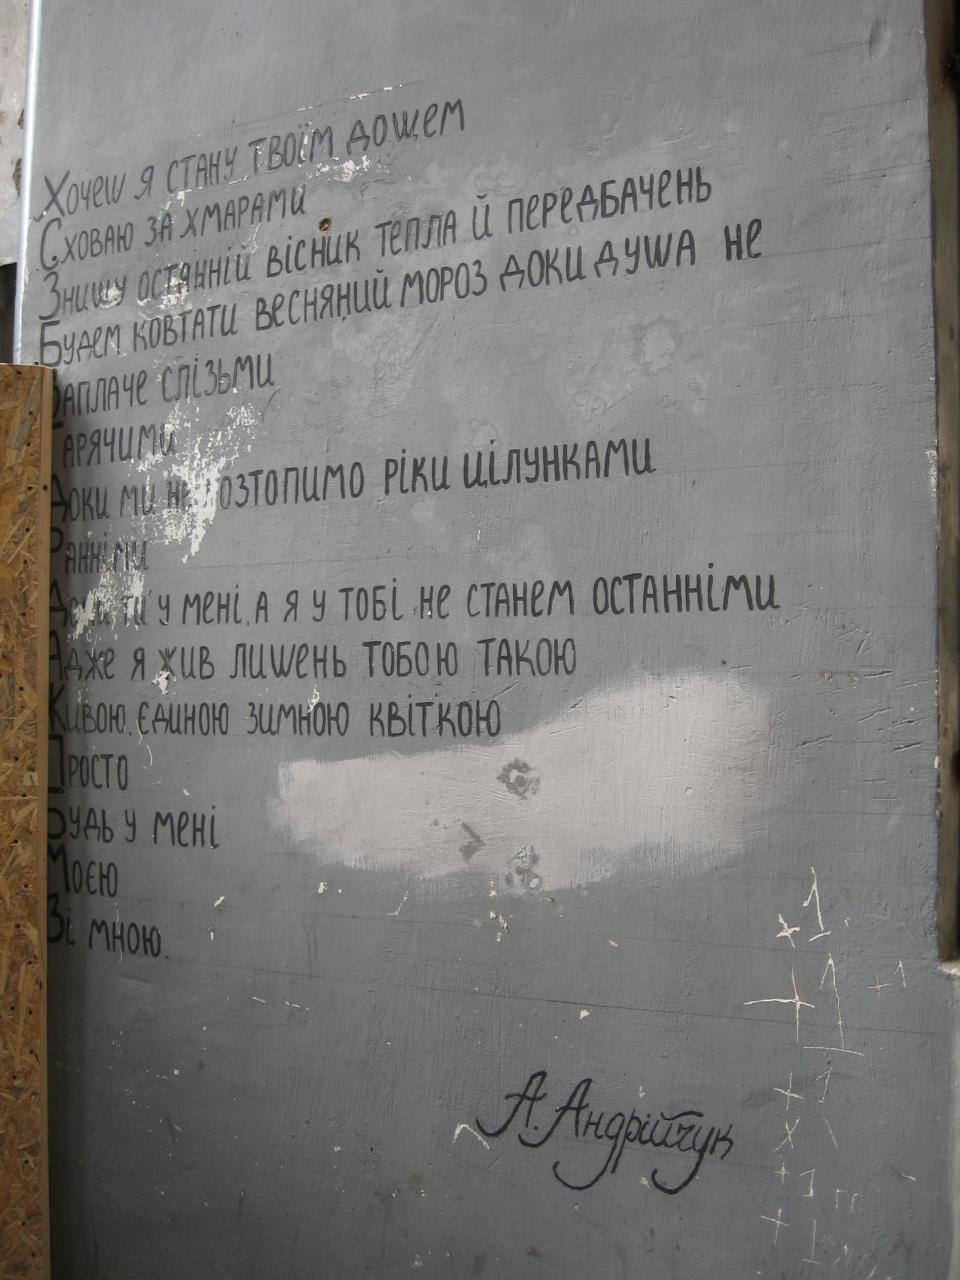 Хочеш я стану твоїм дощем
Сховаю за хмарами
Знищу останній вісник тепла й передбачень
Будем ковтати весняний мороз доки душа не
Заплаче слізьми
Гарячими
Доки ми не розтопимо ріки цілунками
Ранніми
Доки ти у мені, а я у тобі не станем останніми
Адже я жив лишень тобою такою
Живою, єдиною зимною квіткою
Просто
Будь у мені
Моєю
Зі мною.
А. Андрійчук